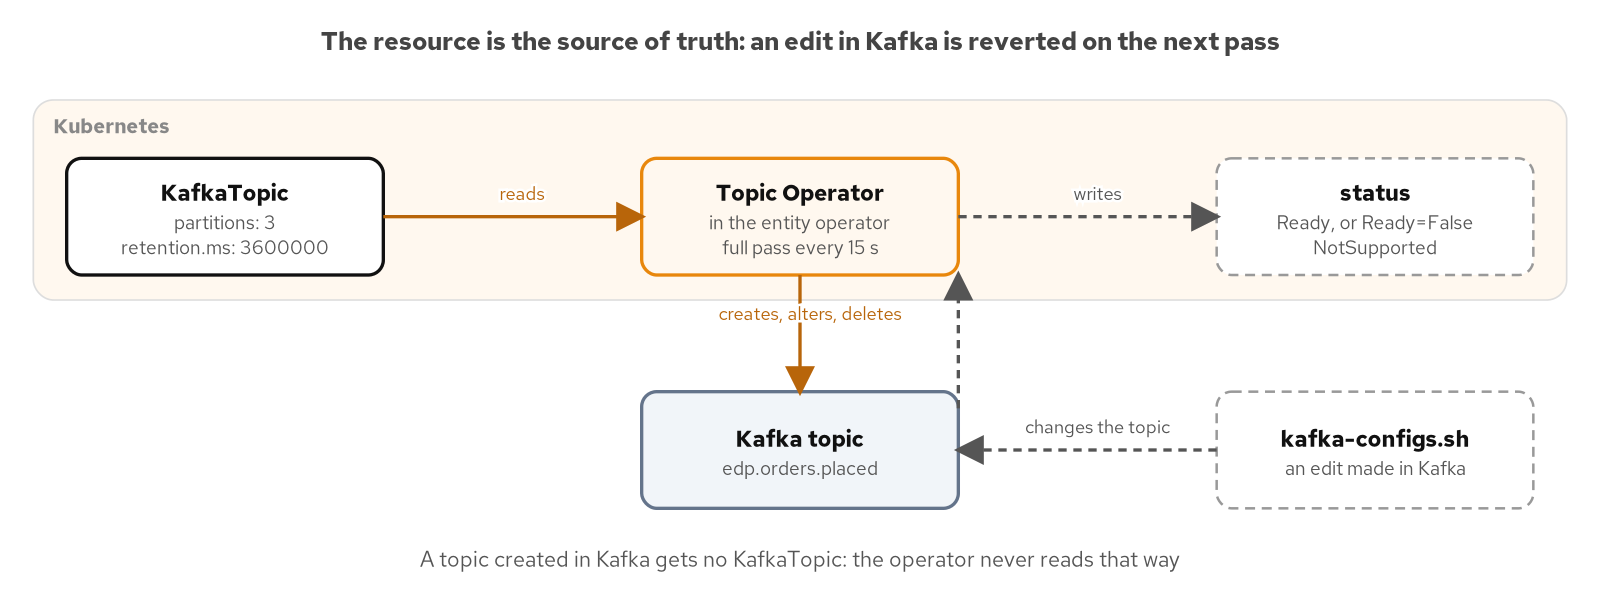 The resource is the source of truth: an edit in Kafka is reverted on the next pass
Kubernetes
KafkaTopic
partitions: 3
retention.ms: 3600000
reads
Topic Operator
in the entity operator
full pass every 15 s
writes
status
Ready, or Ready=False
NotSupported
creates, alters, deletes
Kafka topic
edp.orders.placed
changes the topic
kafka-configs.sh
an edit made in Kafka
A topic created in Kafka gets no KafkaTopic: the operator never reads that way